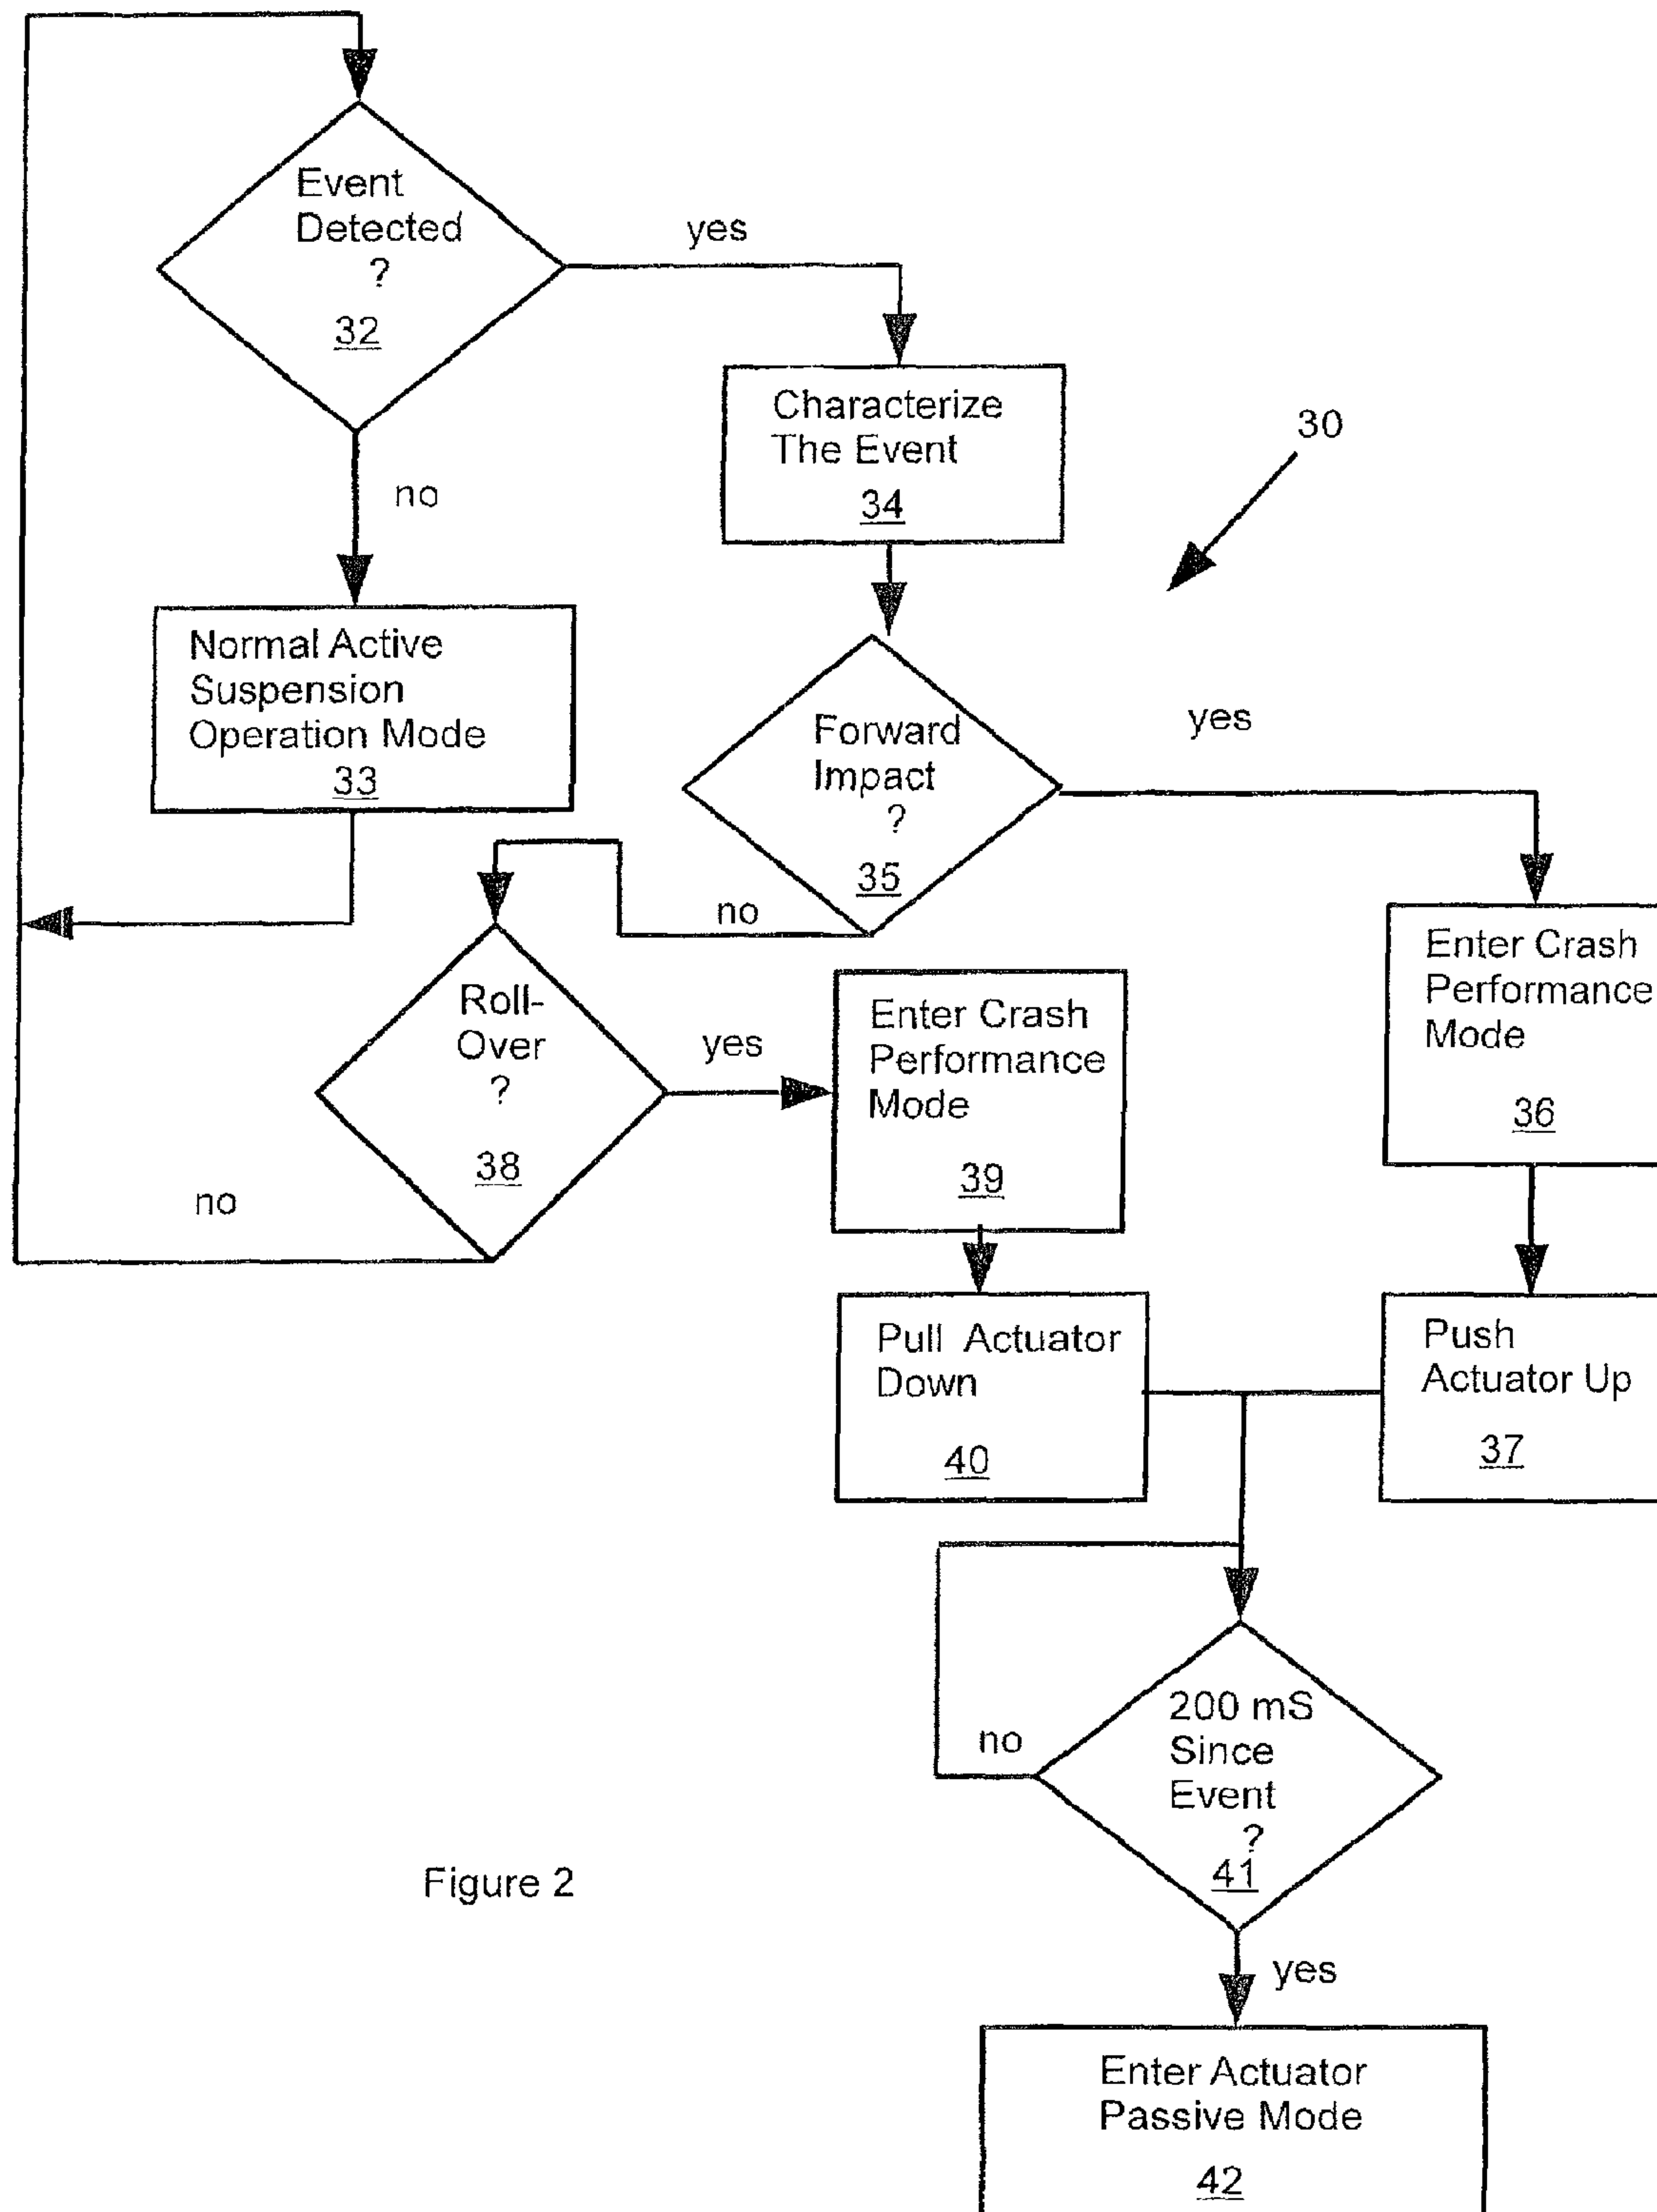 Event
Detected
?
32
yes
no
Characterize
The Event
34
30
Normal Active
Suspension
Operation Mode
33
Forward
Impact
?
35
yes
no
Enter Crash
Performance
Mode
36
Roll-
Over
?
38
yes
no
Enter Crash
Performance
Mode
39
Pull Actuator
Down
40
Push
Actuator Up
37
200 mS
Since
Event
?
41
no
yes
Enter Actuator
Passive Mode
42
Figure 2